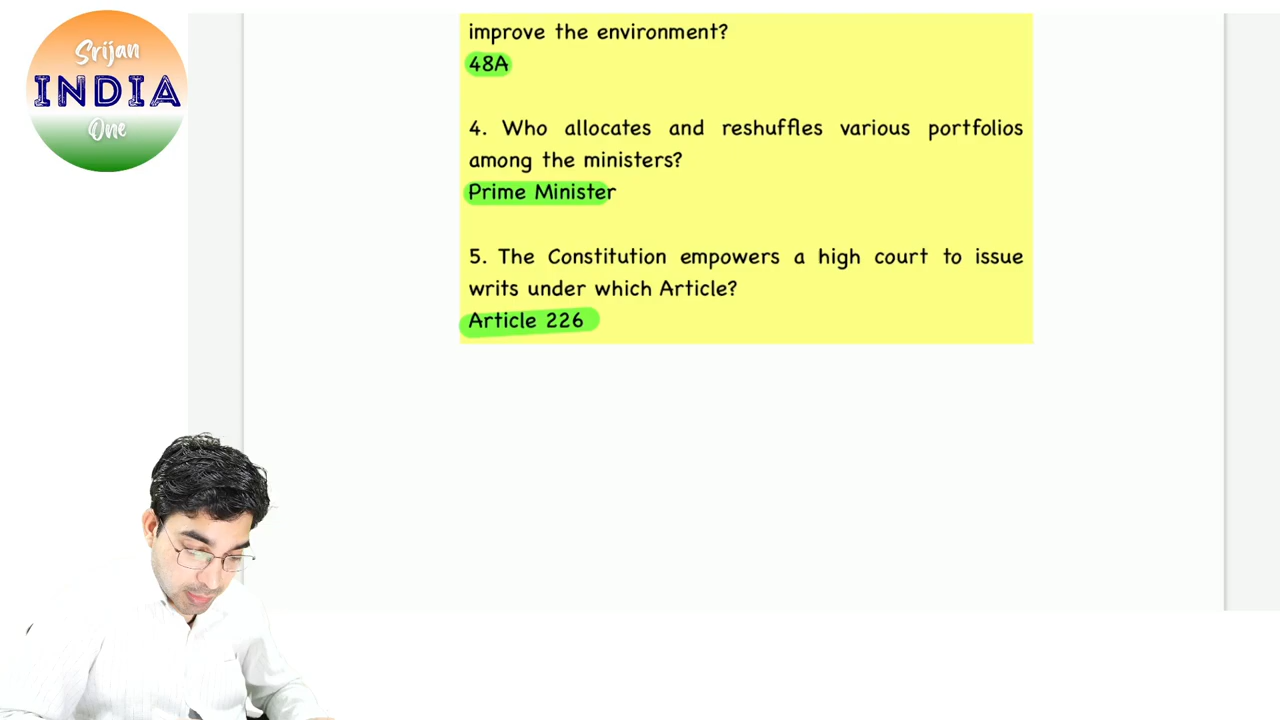 Srijan
INDIA
One
improve the environment?
48A
4. Who allocates and reshuffles various portfolios
among the ministers?
Prime Minister
5. The Constitution empowers a high court to issue
writs under which Article?
Article 226